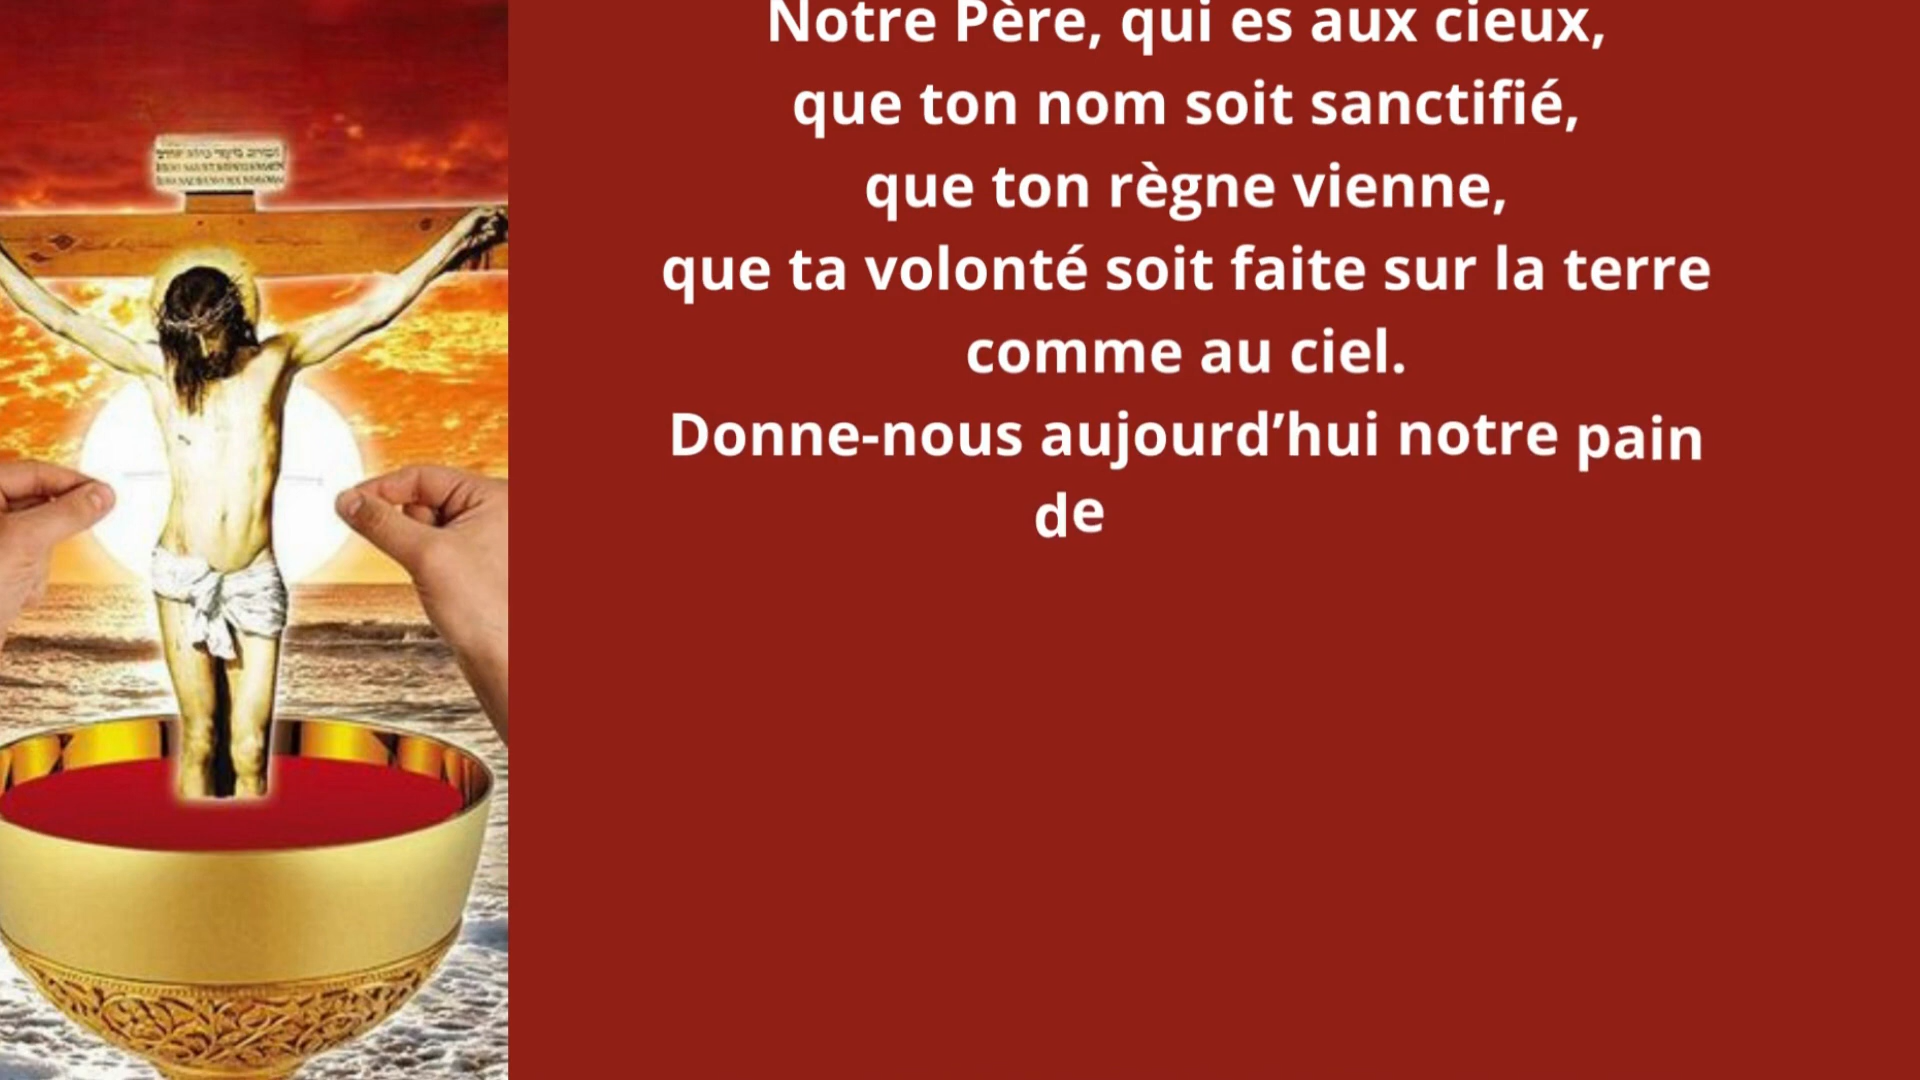 Notre Père, qui es aux cieux,
que ton nom soit sanctifié,
que ton règne vienne,
que ta volonté soit faite sur la terre
comme au ciel.
Donne-nous aujourd’hui notre pain
de